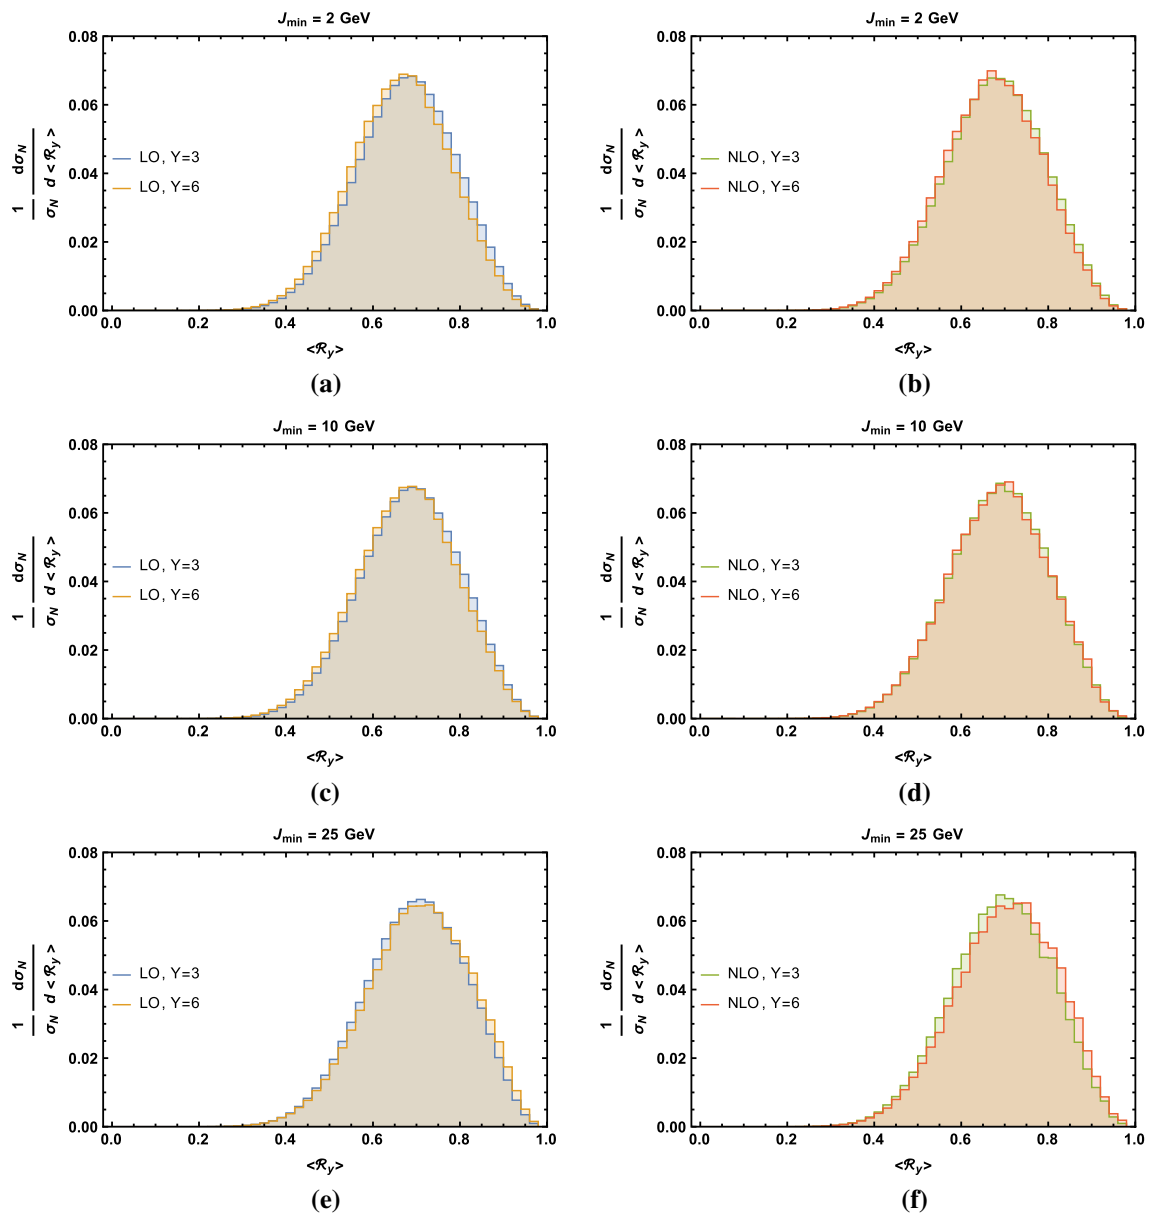 J_min = 2 GeV
1/σ_N dσ_N/d <ℛ_y>
0.08
0.06
0.04
0.02
0.00
LO, Y=3
LO, Y=6
0.0 0.2 0.4 0.6 0.8 1.0
<ℛ_y>
(a)
J_min = 2 GeV
1/σ_N dσ_N/d <ℛ_y>
0.08
0.06
0.04
0.02
0.00
NLO, Y=3
NLO, Y=6
0.0 0.2 0.4 0.6 0.8 1.0
<ℛ_y>
(b)
J_min = 10 GeV
1/σ_N dσ_N/d <ℛ_y>
0.08
0.06
0.04
0.02
0.00
LO, Y=3
LO, Y=6
0.0 0.2 0.4 0.6 0.8 1.0
<ℛ_y>
(c)
J_min = 10 GeV
1/σ_N dσ_N/d <ℛ_y>
0.08
0.06
0.04
0.02
0.00
NLO, Y=3
NLO, Y=6
0.0 0.2 0.4 0.6 0.8 1.0
<ℛ_y>
(d)
J_min = 25 GeV
1/σ_N dσ_N/d <ℛ_y>
0.08
0.06
0.04
0.02
0.00
LO, Y=3
LO, Y=6
0.0 0.2 0.4 0.6 0.8 1.0
<ℛ_y>
(e)
J_min = 25 GeV
1/σ_N dσ_N/d <ℛ_y>
0.08
0.06
0.04
0.02
0.00
NLO, Y=3
NLO, Y=6
0.0 0.2 0.4 0.6 0.8 1.0
<ℛ_y>
(f)